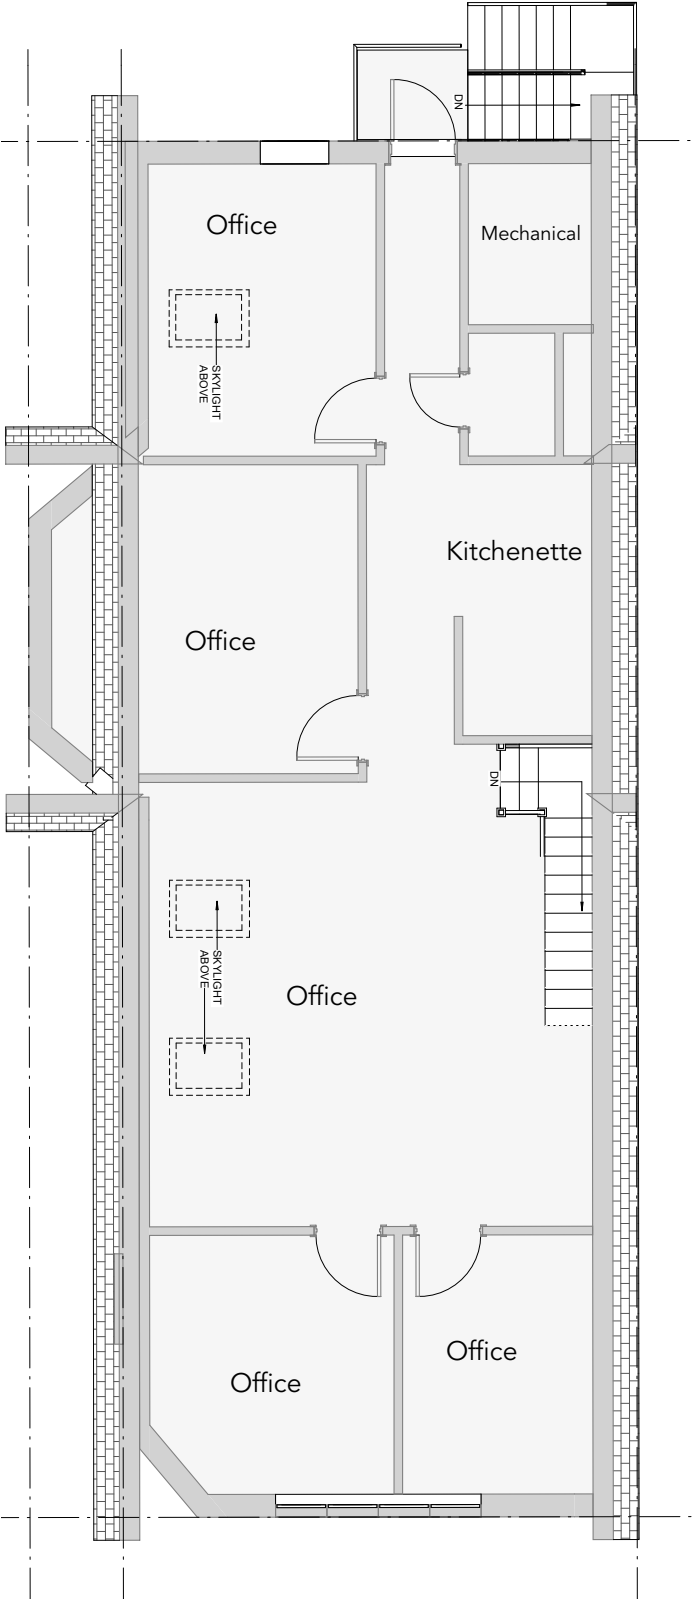 DN
Office
Mechanical
SKYLIGHT
ABOVE
Kitchenette
Office
DN
SKYLIGHT
ABOVE
Office
Office
Office